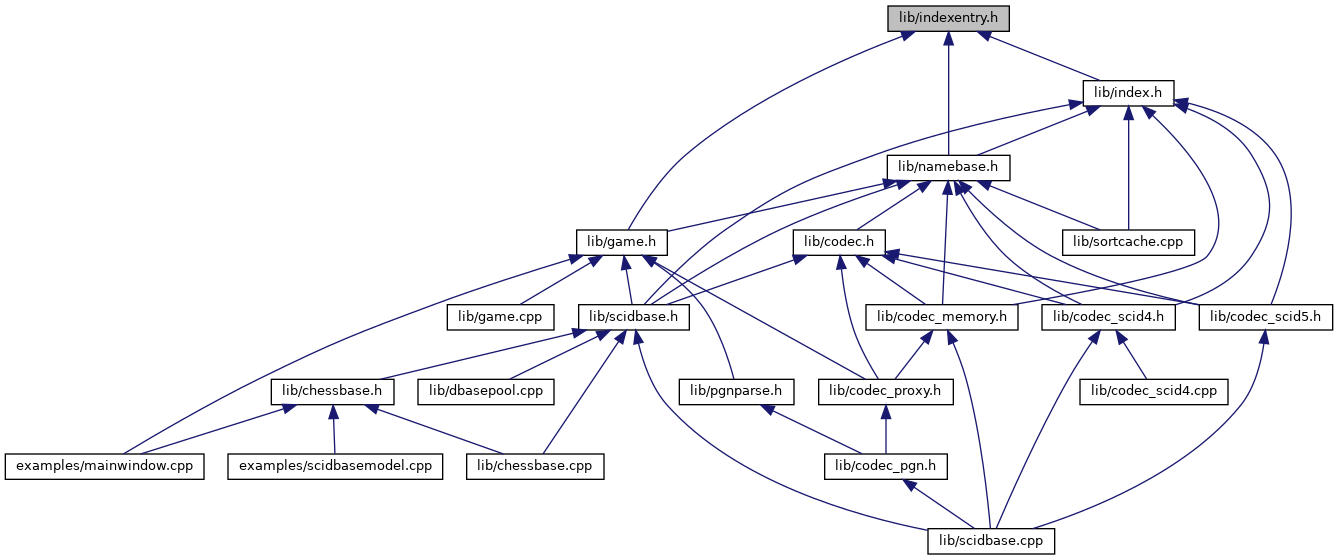 lib/indexentry.h
lib/index.h
lib/namebase.h
lib/game.h
lib/codec.h
lib/sortcache.cpp
lib/game.cpp
lib/scidbase.h
lib/codec_memory.h
lib/codec_scid4.h
lib/codec_scid5.h
lib/chessbase.h
lib/dbasepool.cpp
lib/pgnparse.h
lib/codec_proxy.h
lib/codec_scid4.cpp
examples/mainwindow.cpp
examples/scidbasemodel.cpp
lib/chessbase.cpp
lib/codec_pgn.h
lib/scidbase.cpp